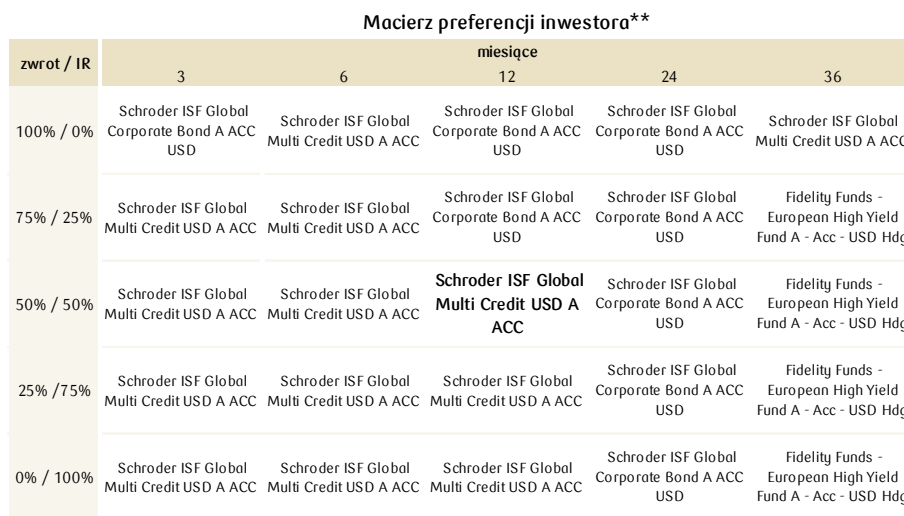 Macierz preferencji inwestora**
zwrot / IR
miesiące
3 6 12 24 36
100% / 0%
Schroder ISF Global
Corporate Bond A ACC
USD
Schroder ISF Global
Multi Credit USD A ACC
Schroder ISF Global
Corporate Bond A ACC
USD
Schroder ISF Global
Corporate Bond A ACC
USD
Schroder ISF Global
Multi Credit USD A ACC
75% / 25%
Schroder ISF Global
Multi Credit USD A ACC
Schroder ISF Global
Multi Credit USD A ACC
Schroder ISF Global
Corporate Bond A ACC
USD
Schroder ISF Global
Corporate Bond A ACC
USD
Fidelity Funds -
European High Yield
Fund A - Acc - USD Hdg
50% / 50%
Schroder ISF Global
Multi Credit USD A ACC
Schroder ISF Global
Multi Credit USD A ACC
Schroder ISF Global
Multi Credit USD A
ACC
Schroder ISF Global
Corporate Bond A ACC
USD
Fidelity Funds -
European High Yield
Fund A - Acc - USD Hdg
25% /75%
Schroder ISF Global
Multi Credit USD A ACC
Schroder ISF Global
Multi Credit USD A ACC
Schroder ISF Global
Multi Credit USD A ACC
Schroder ISF Global
Corporate Bond A ACC
USD
Fidelity Funds -
European High Yield
Fund A - Acc - USD Hdg
0% / 100%
Schroder ISF Global
Multi Credit USD A ACC
Schroder ISF Global
Multi Credit USD A ACC
Schroder ISF Global
Multi Credit USD A ACC
Schroder ISF Global
Corporate Bond A ACC
USD
Fidelity Funds -
European High Yield
Fund A - Acc - USD Hdg